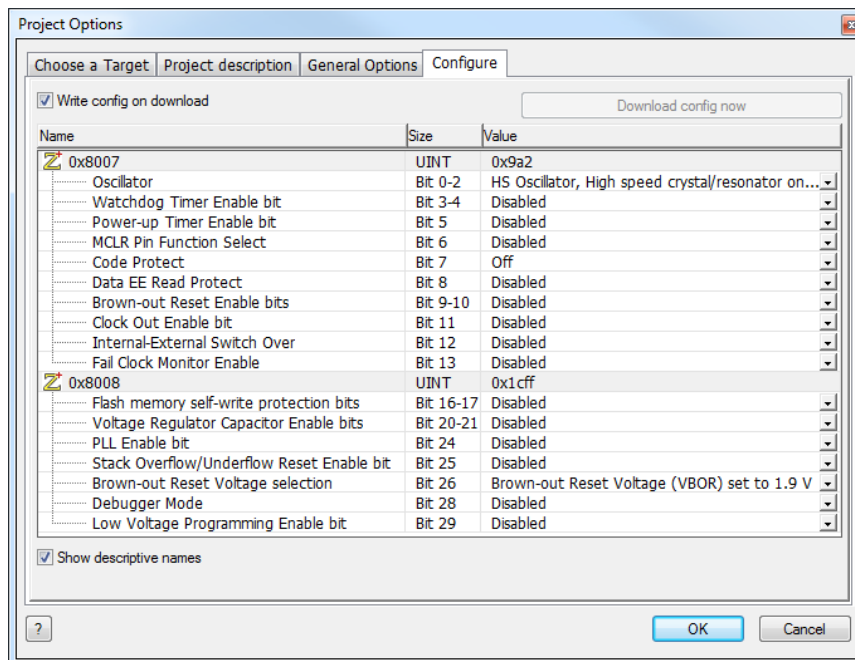 Project Options
Choose a Target Project description General Options Configure
Write config on download Download config now
Name Size Value
0x8007 UINT 0x9a2
Oscillator Bit 0-2 HS Oscillator, High speed crystal/resonator on...
Watchdog Timer Enable bit Bit 3-4 Disabled
Power-up Timer Enable bit Bit 5 Disabled
MCLR Pin Function Select Bit 6 Disabled
Code Protect Bit 7 Off
Data EE Read Protect Bit 8 Disabled
Brown-out Reset Enable bits Bit 9-10 Disabled
Clock Out Enable bit Bit 11 Disabled
Internal-External Switch Over Bit 12 Disabled
Fail Clock Monitor Enable Bit 13 Disabled
0x8008 UINT 0x1cff
Flash memory self-write protection bits Bit 16-17 Disabled
Voltage Regulator Capacitor Enable bits Bit 20-21 Disabled
PLL Enable bit Bit 24 Disabled
Stack Overflow/Underflow Reset Enable bit Bit 25 Disabled
Brown-out Reset Voltage selection Bit 26 Brown-out Reset Voltage (VBOR) set to 1.9 V
Debugger Mode Bit 28 Disabled
Low Voltage Programming Enable bit Bit 29 Disabled
Show descriptive names
? OK Cancel